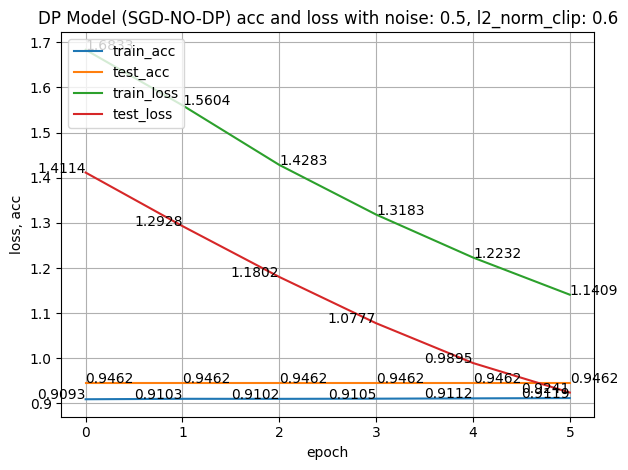 DP Model (SGD-NO-DP) acc and loss with noise: 0.5, l2_norm_clip: 0.6
train_acc
test_acc
train_loss
test_loss
1.6833
1.5604
1.4283
1.3183
1.2232
1.1409
1.4114
1.2928
1.1802
1.0777
0.9895
0.9241
0.9462 0.9462 0.9462 0.9462 0.9462 0.9462
0.9093 0.9103 0.9102 0.9105 0.9112 0.9119
1.7
1.6
1.5
1.4
1.3
1.2
1.1
1.0
0.9
loss, acc
0 1 2 3 4 5
epoch